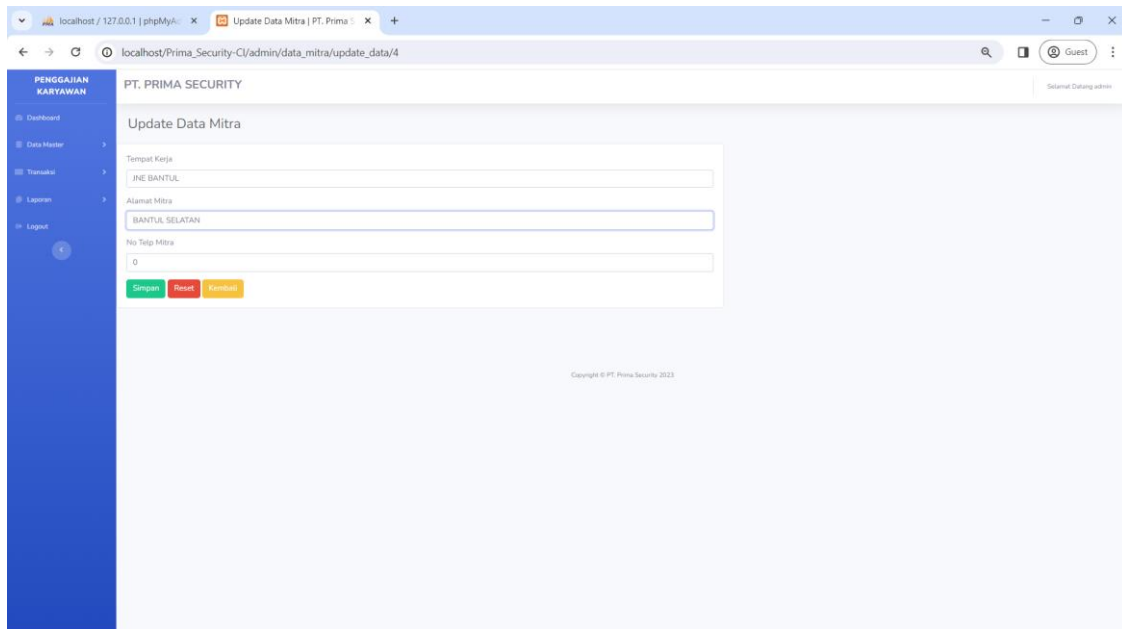 localhost / 127.0.0.1 | phpMyAd
Update Data Mitra | PT. Prima S
localhost/Prima_Security-CI/admin/data_mitra/update_data/4
Guest
PENGGAJIAN
KARYAWAN
PT. PRIMA SECURITY
Selamat Datang admin
Dashboard
Data Master
Transaksi
Laporan
Logout
Update Data Mitra
Tempat Kerja
JNE BANTUL
Alamat Mitra
BANTUL SELATAN
No Telp Mitra
0
Simpan Reset Kembali
Copyright © PT. Prima Security 2023